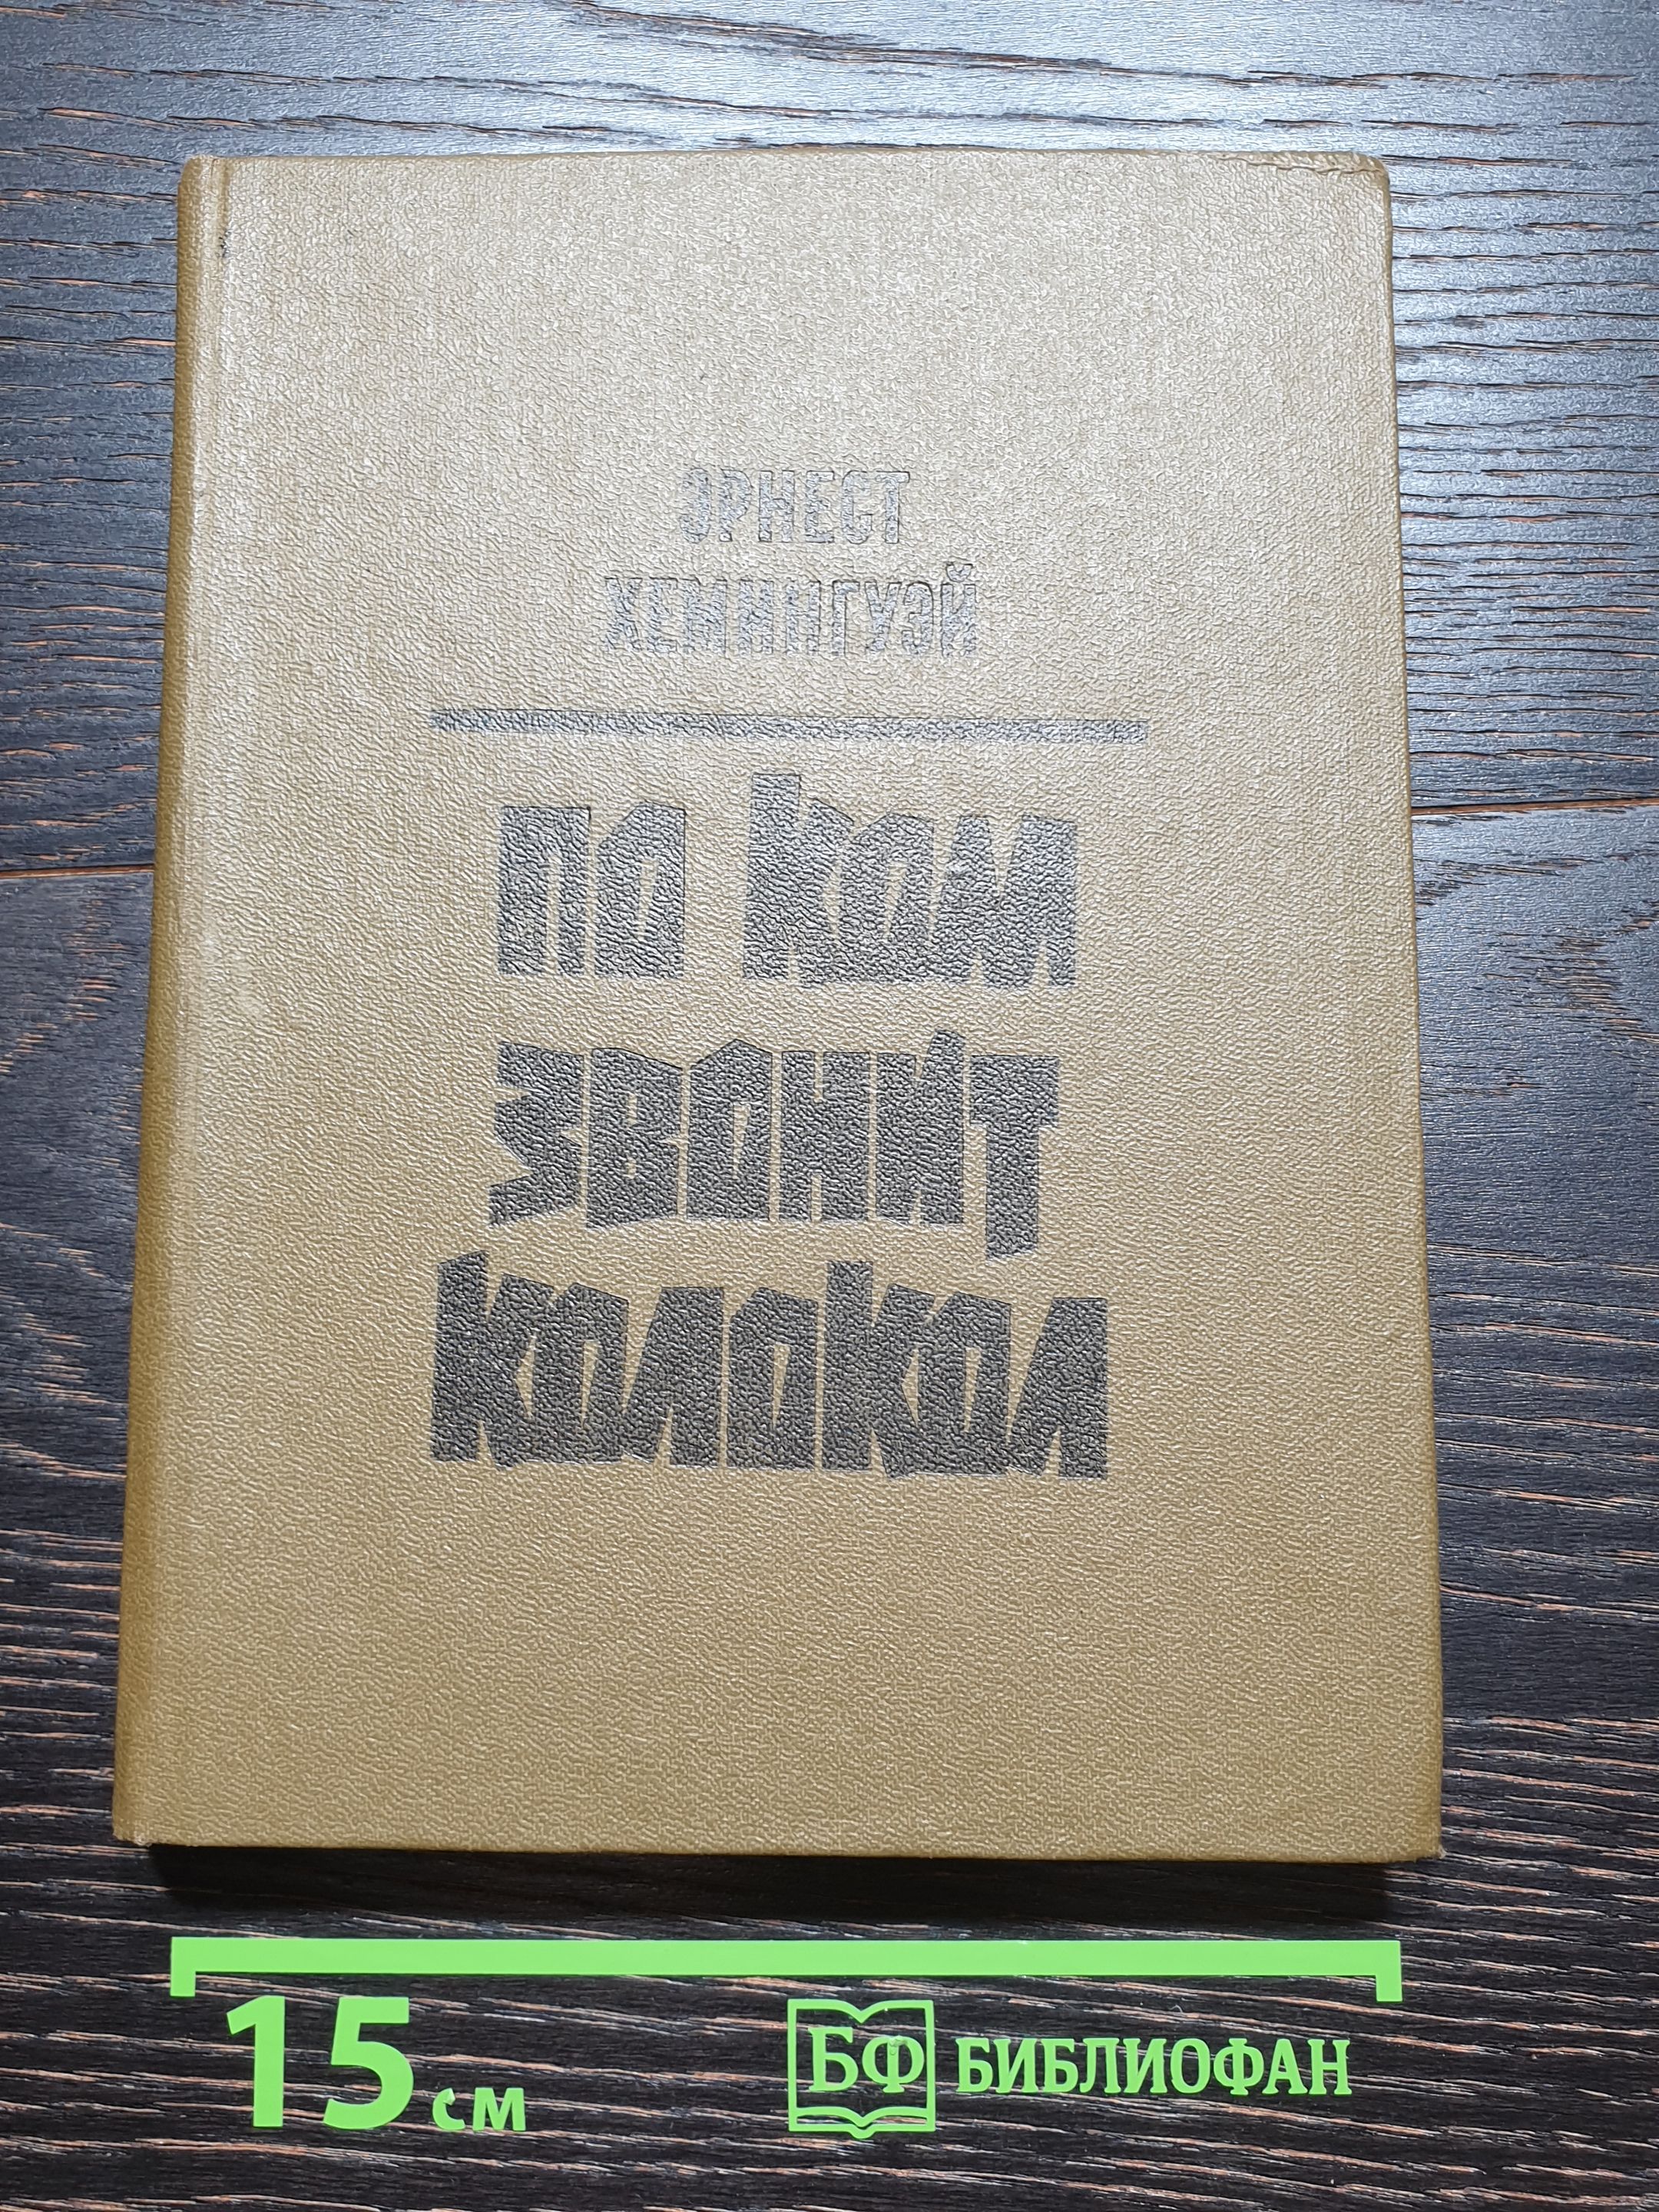 ЭРНЕСТ
ХЕМИНГУЭЙ
ПО КОМ
ЗВОНИТ
КОЛОКОЛ
15 см
БФ БИБЛИОФАН